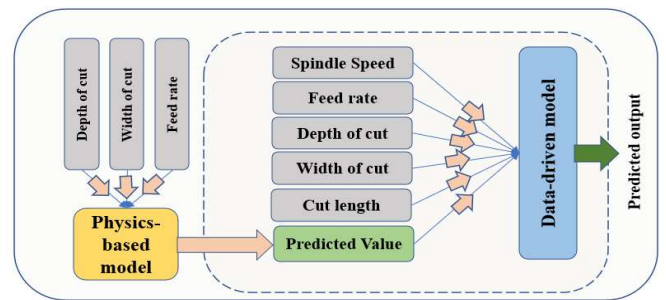 Depth of cut
Width of cut
Feed rate
Physics-
based
model
Spindle Speed
Feed rate
Depth of cut
Width of cut
Cut length
Predicted Value
Data-driven model
Predicted output